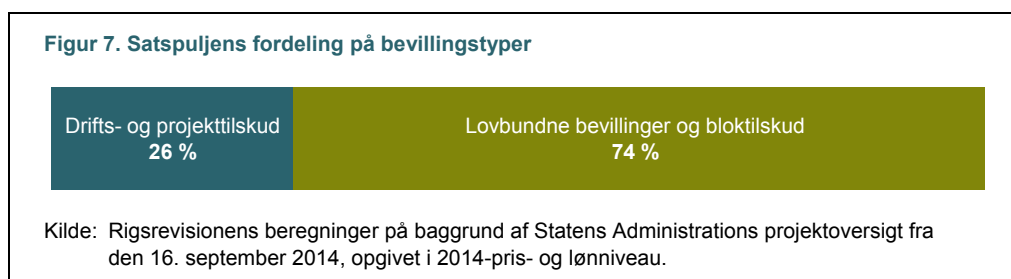 Figur 7. Satspuljens fordeling på bevillingstyper
Drifts- og projekttilskud
26 %
Lovbundne bevillinger og bloktilskud
74 %
Kilde: Rigsrevisionens beregninger på baggrund af Statens Administrations projektoversigt fra
den 16. september 2014, opgivet i 2014-pris- og lønniveau.